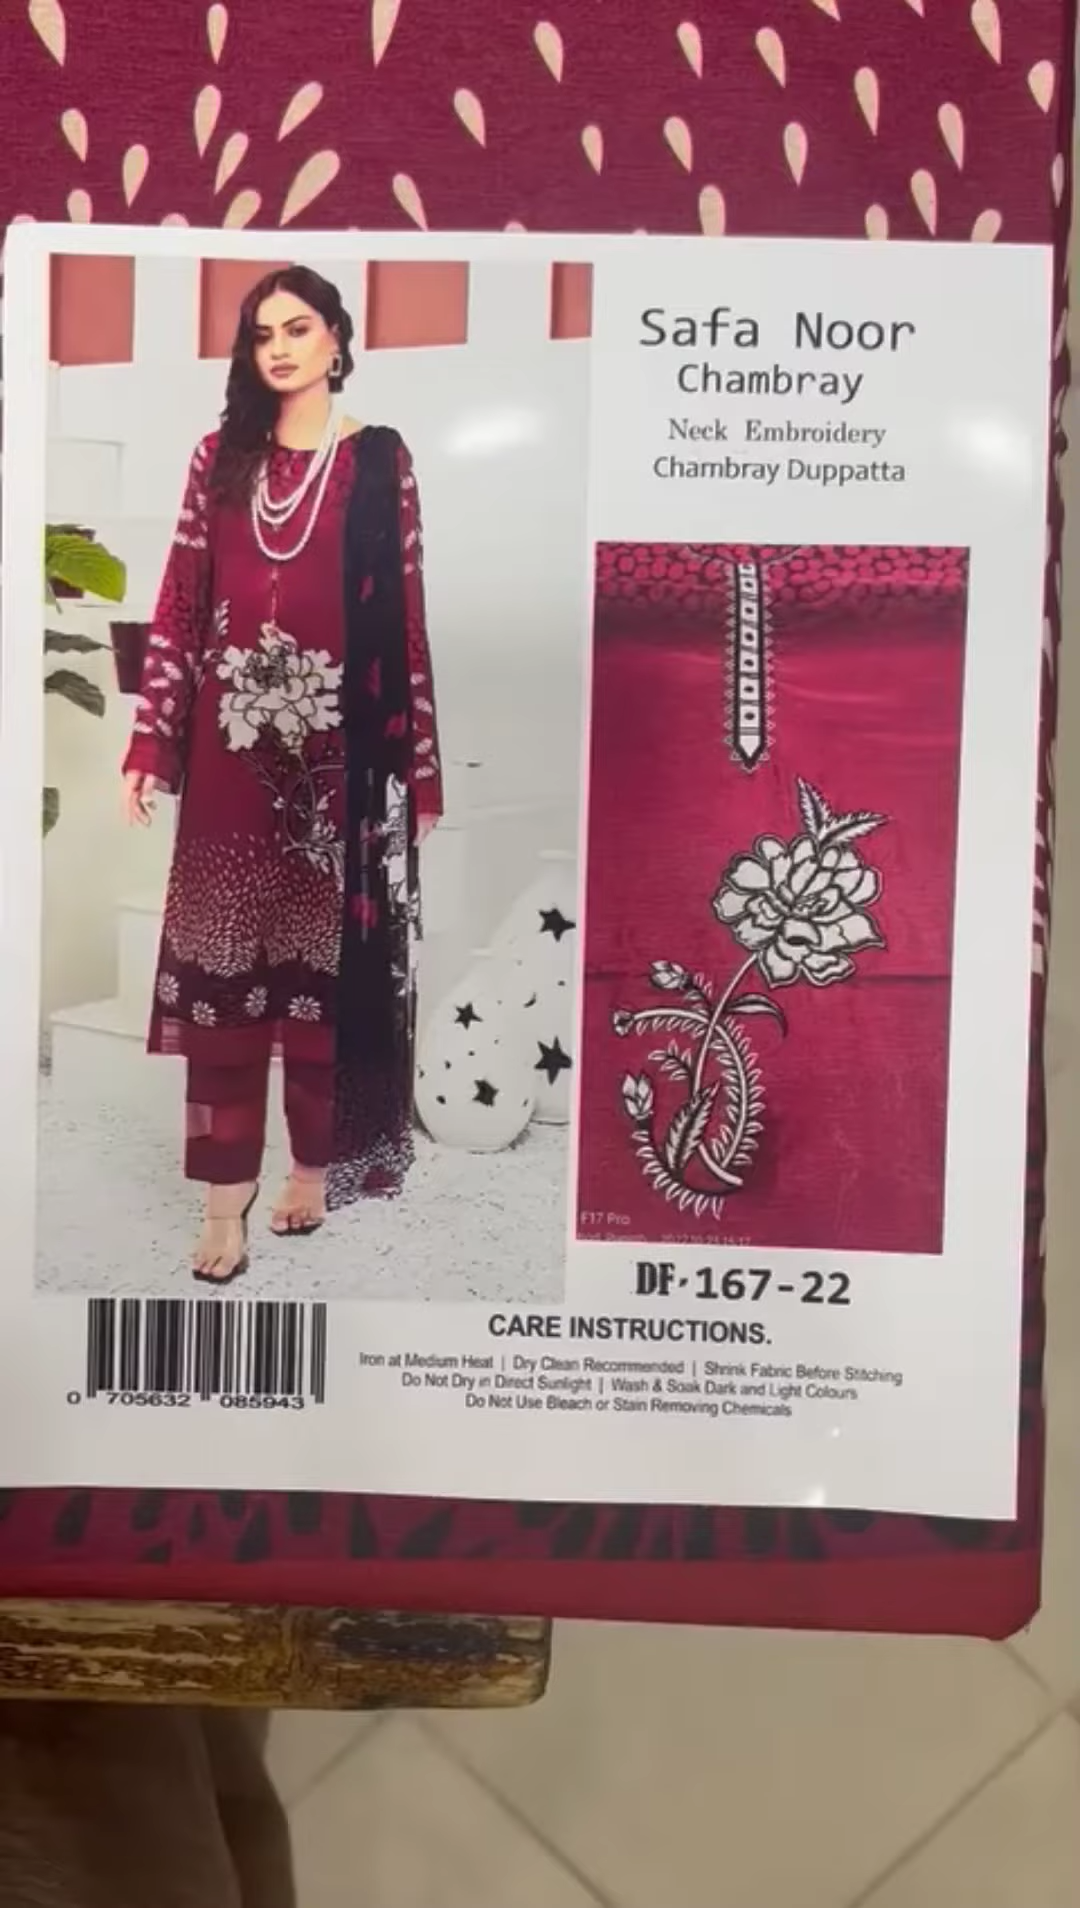 Safa Noor
Chambray
Neck Embroidery
Chambray Duppatta
F17 Pro
DF-167-22
CARE INSTRUCTIONS.
Iron at Medium Heat | Dry Clean Recommended | Shrink Fabric Before Stitching
Do Not Dry in Direct Sunlight | Wash & Soak Dark and Light Colours
Do Not Use Bleach or Stain Removing Chemicals
0 705632 085943